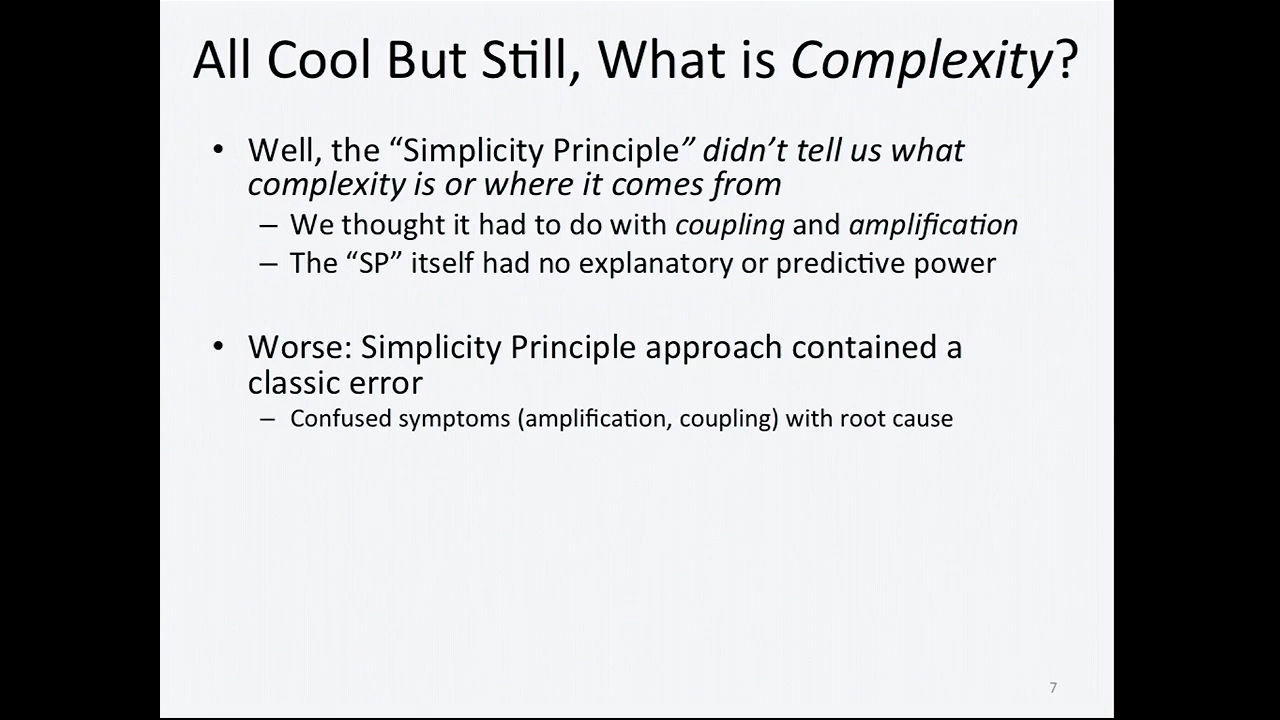 All Cool But Still, What is Complexity?
• Well, the “Simplicity Principle” didn’t tell us what
complexity is or where it comes from
– We thought it had to do with coupling and amplification
– The “SP” itself had no explanatory or predictive power
• Worse: Simplicity Principle approach contained a
classic error
– Confused symptoms (amplification, coupling) with root cause
7